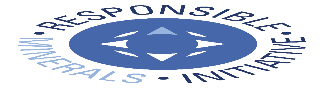 RESPONSIBLE
MINERALS • INITIATIVE